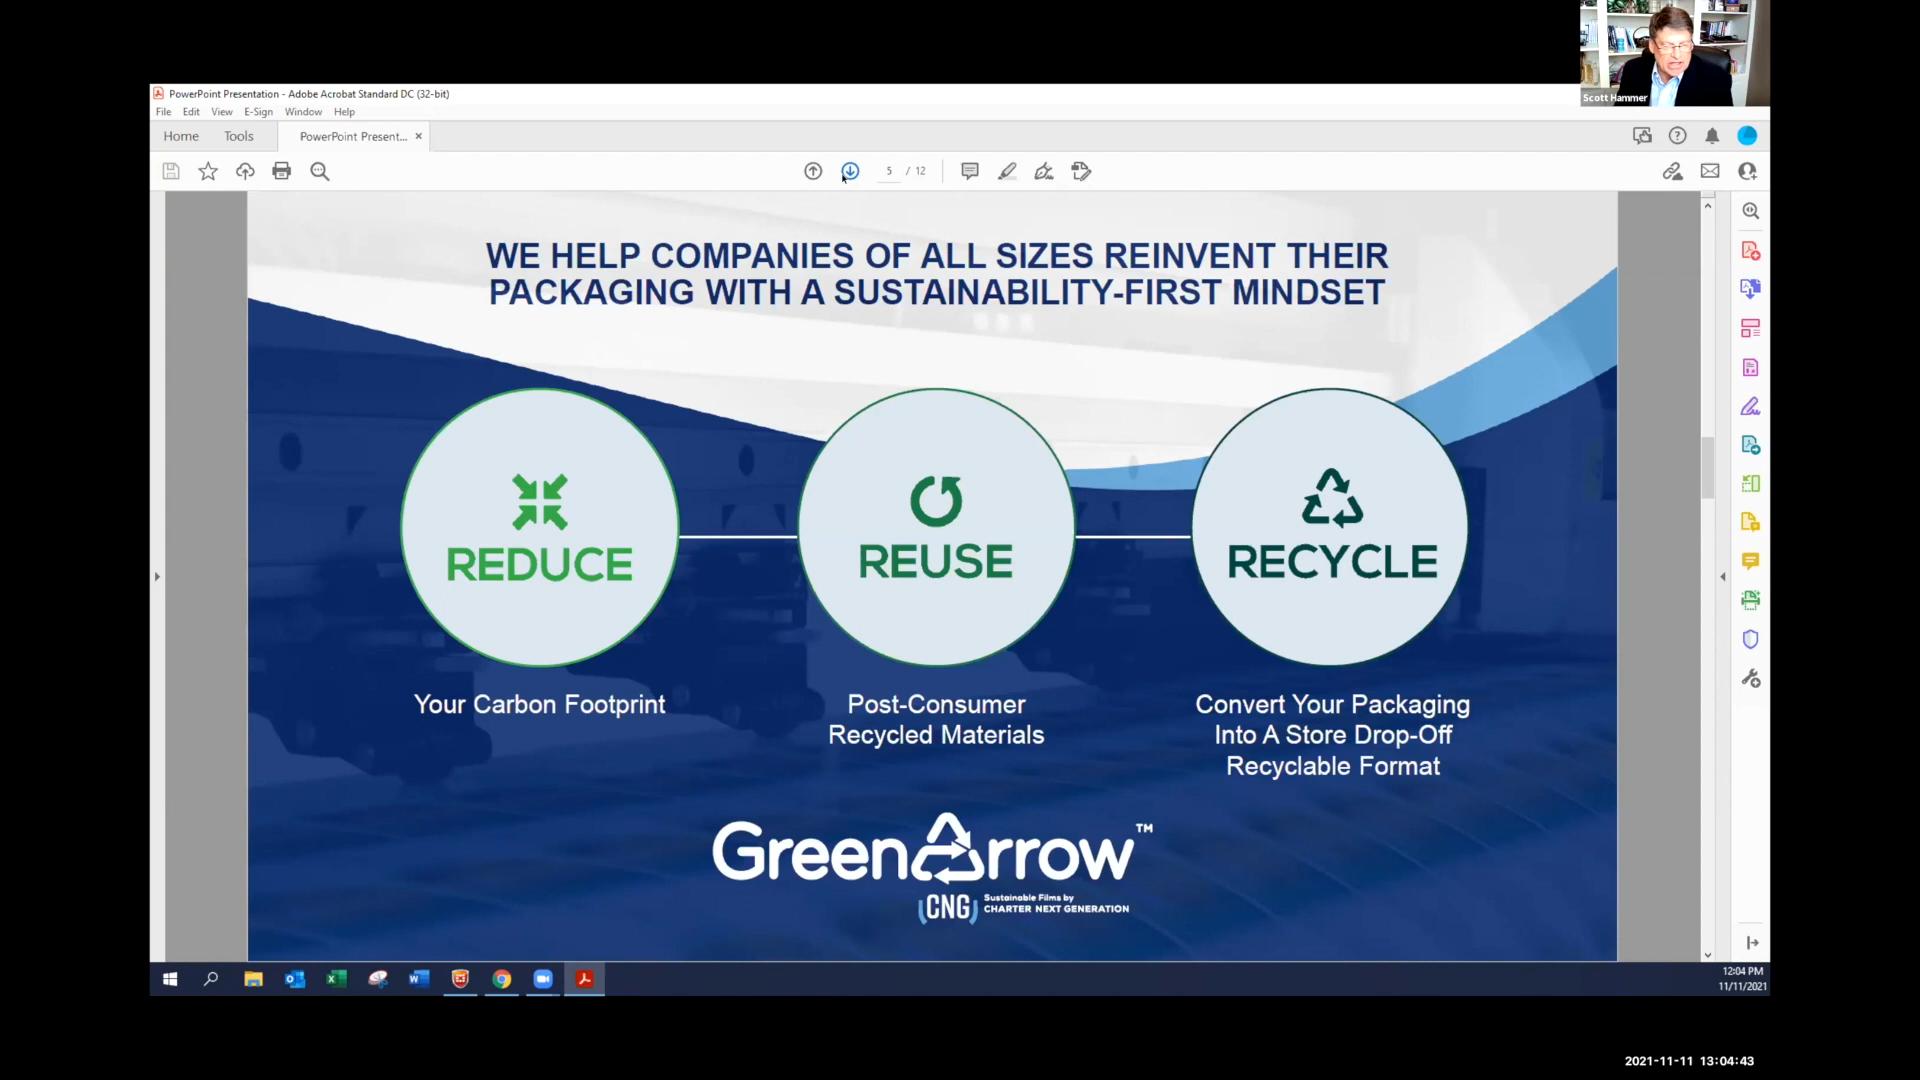 Scott Hammer
PowerPoint Presentation - Adobe Acrobat Standard DC (32-bit)
File Edit View E-Sign Window Help
Home Tools PowerPoint Present... ×
5 / 12
WE HELP COMPANIES OF ALL SIZES REINVENT THEIR
PACKAGING WITH A SUSTAINABILITY-FIRST MINDSET
REDUCE
REUSE
RECYCLE
Your Carbon Footprint
Post-Consumer
Recycled Materials
Convert Your Packaging
Into A Store Drop-Off
Recyclable Format
GreenArrow™
CNG
Sustainable Films by
CHARTER NEXT GENERATION
12:04 PM
11/11/2021
2021-11-11 13:04:43